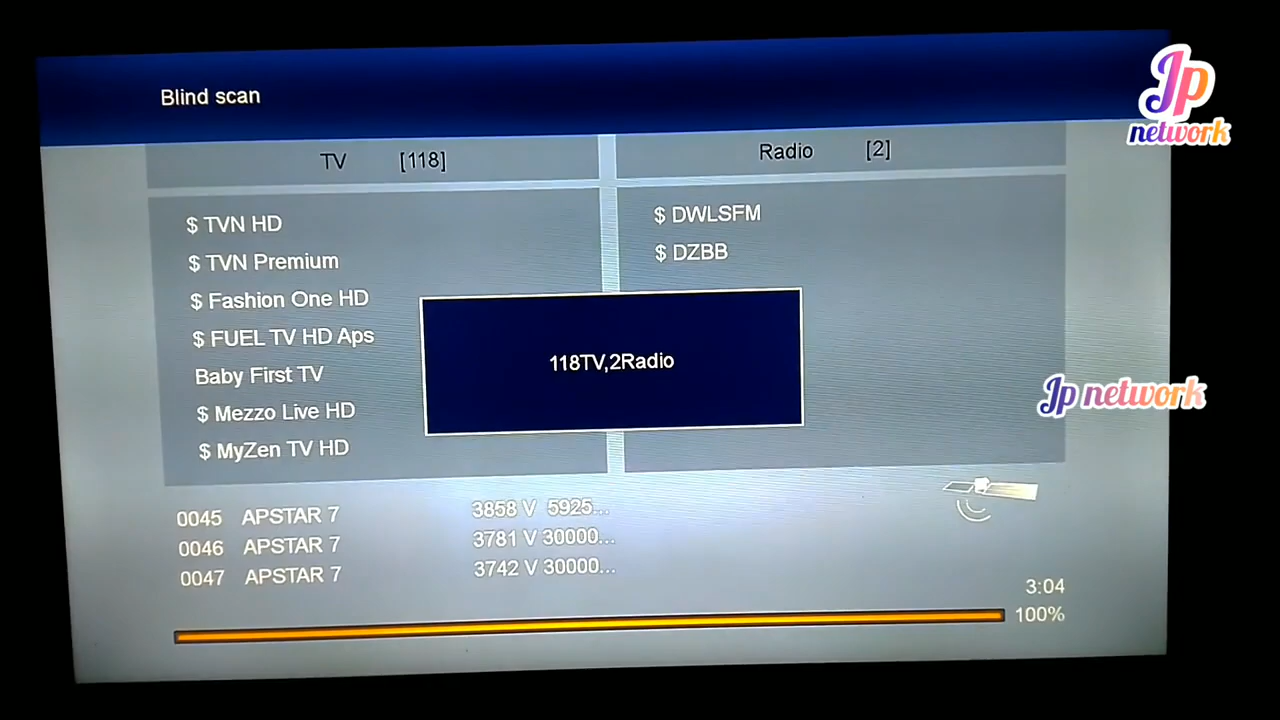 Blind scan
Jp
network
TV [118]
Radio [2]
$ TVN HD
$ TVN Premium
$ Fashion One HD
$ FUEL TV HD Aps
Baby First TV
$ Mezzo Live HD
$ MyZen TV HD
$ DWLSFM
$ DZBB
118TV,2Radio
Jp network
0045 APSTAR 7 3858 V 5925...
0046 APSTAR 7 3781 V 30000...
0047 APSTAR 7 3742 V 30000...
3:04
100%